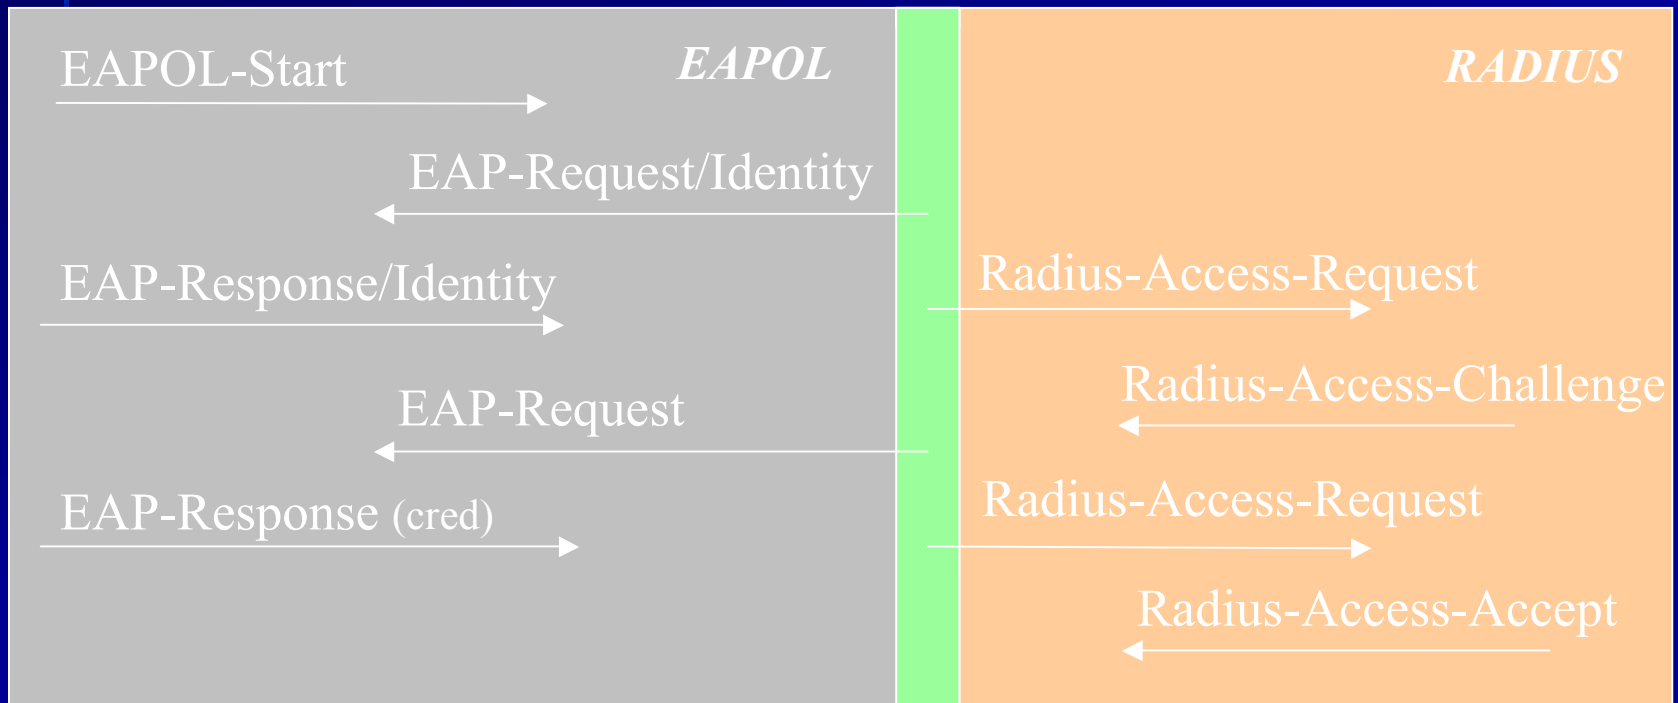 EAPOL-Start
EAPOL
RADIUS
EAP-Request/Identity
EAP-Response/Identity
Radius-Access-Request
EAP-Request
Radius-Access-Challenge
EAP-Response (cred)
Radius-Access-Request
Radius-Access-Accept